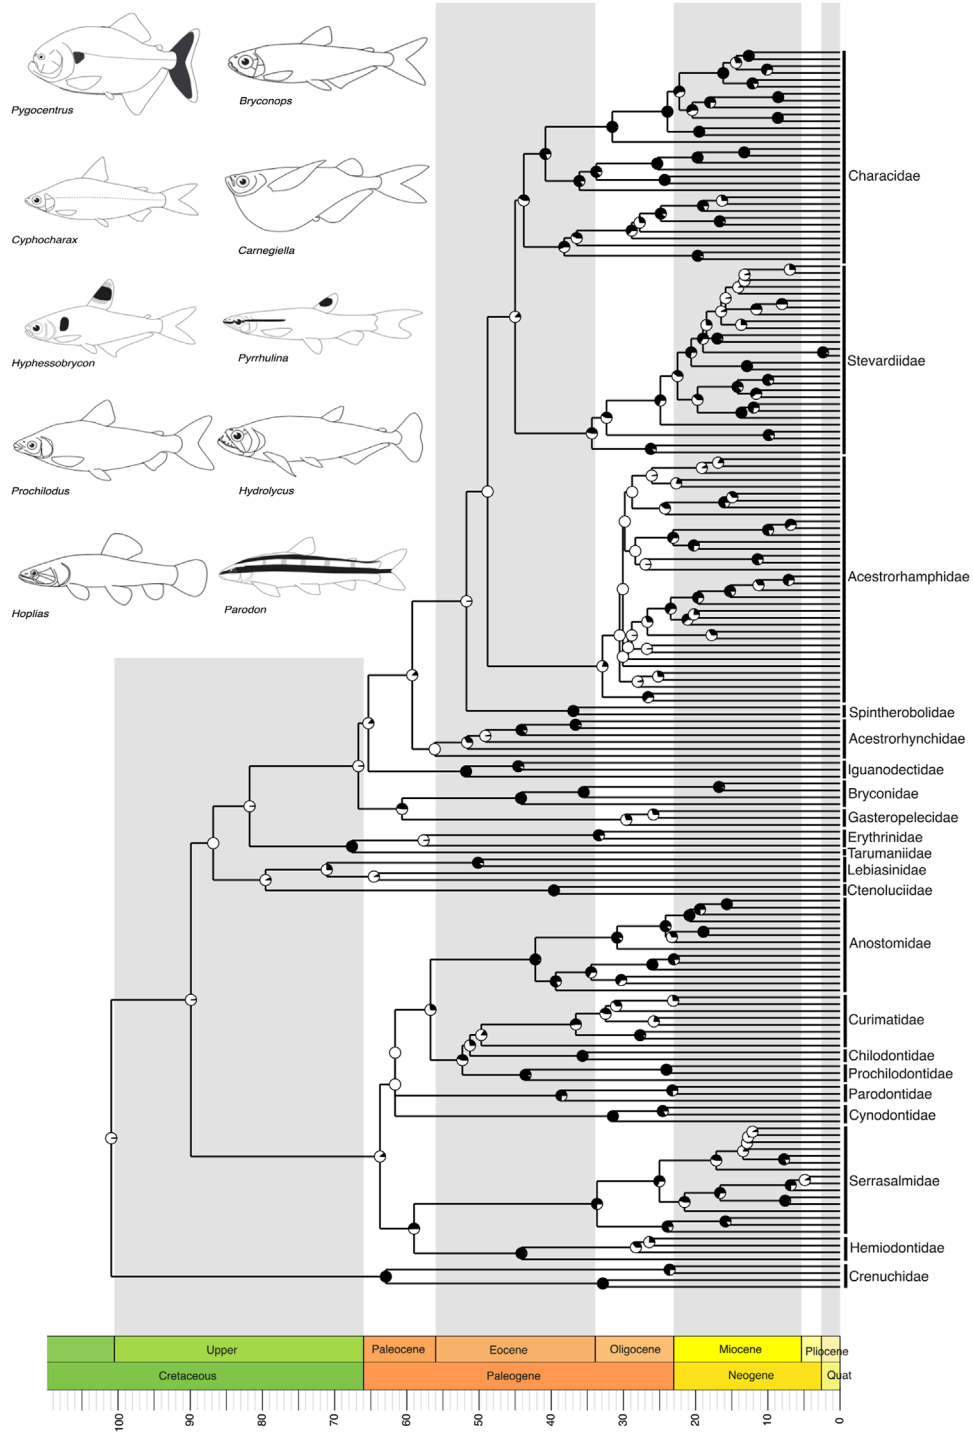 Pygocentrus
Bryconops
Cyphocharax
Carnegiella
Hyphessobrycon
Pyrrhulina
Prochilodus
Hydrolycus
Hoplias
Parodon
Characidae
Stevardiidae
Acestrorhamphidae
Spintherobolidae
Acestrorhynchidae
Iguanodectidae
Bryconidae
Gasteropelecidae
Erythrinidae
Tarumaniidae
Lebiasinidae
Ctenoluciidae
Anostomidae
Curimatidae
Chilodontidae
Prochilodontidae
Parodontidae
Cynodontidae
Serrasalmidae
Hemiodontidae
Crenuchidae
Upper Paleocene Eocene Oligocene Miocene Pliocene
Cretaceous Paleogene Neogene Quat
100 90 80 70 60 50 40 30 20 10 0